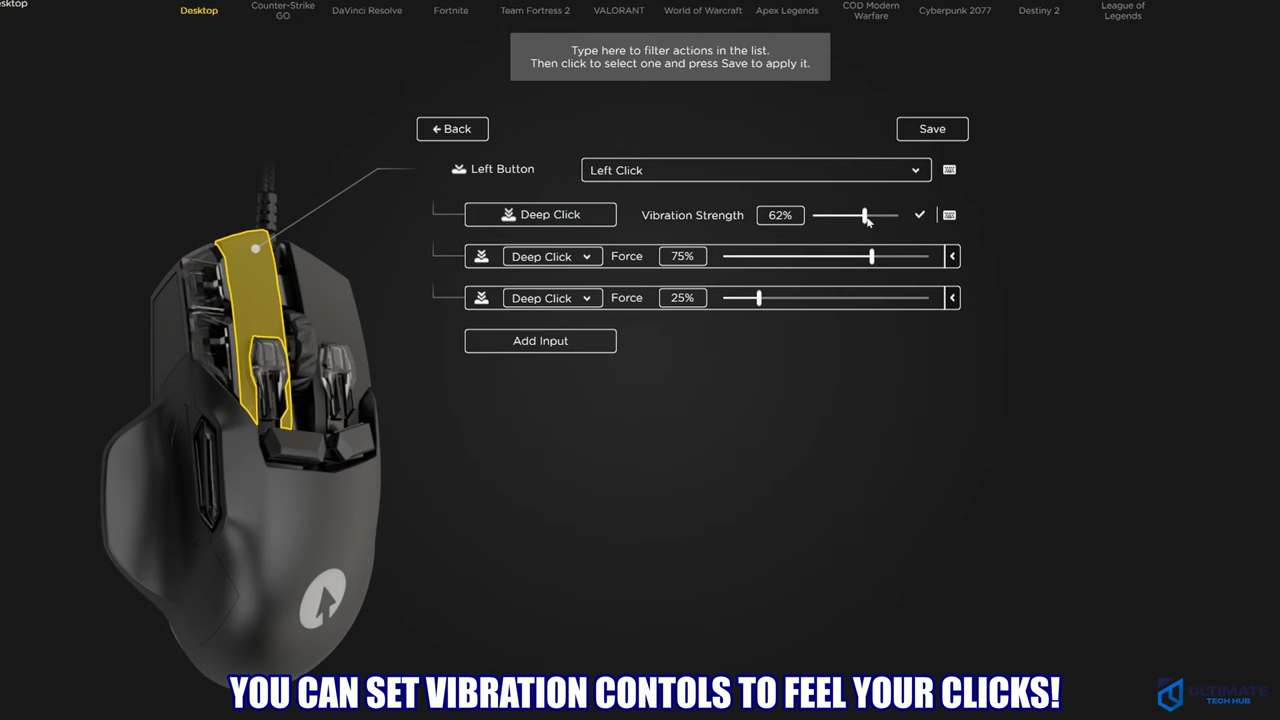 esktop
Desktop
Counter-Strike
GO
DaVinci Resolve
Fortnite
Team Fortress 2
VALORANT
World of Warcraft
Apex Legends
COD Modern
Warfare
Cyberpunk 2077
Destiny 2
League of
Legends
Type here to filter actions in the list.
Then click to select one and press Save to apply it.
Back
Save
Left Button
Left Click
Deep Click
Vibration Strength
62%
Deep Click
Force
75%
Deep Click
Force
25%
Add Input
YOU CAN SET VIBRATION CONTOLS TO FEEL YOUR CLICKS!
ULTIMATE
TECH HUB